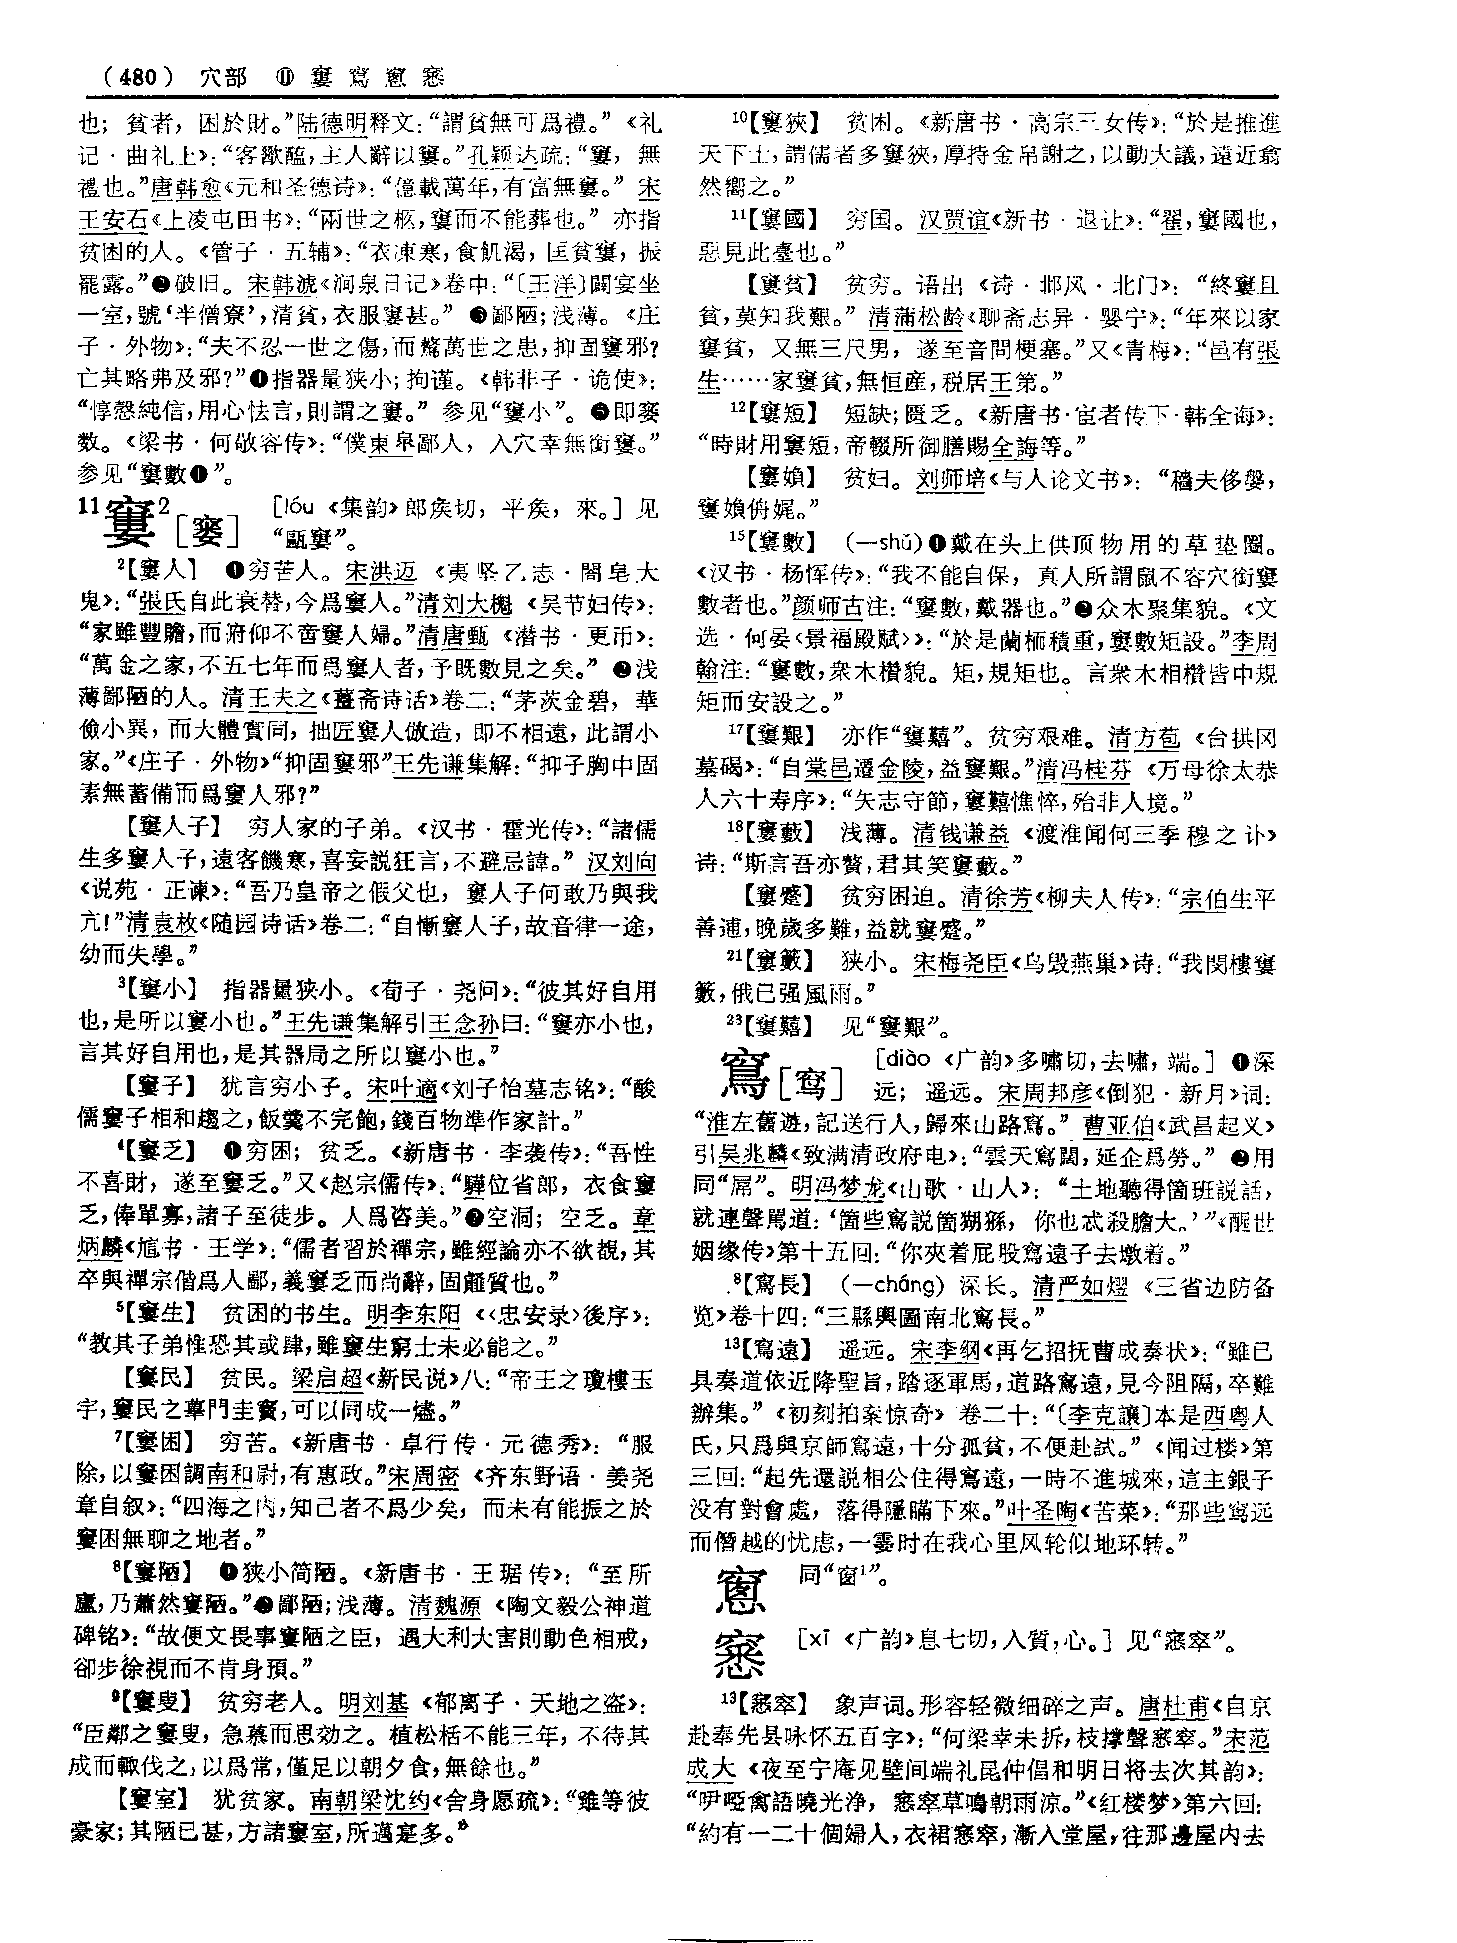 （480） 穴部 ⑪ 窶 窵 窻 窸
也；貧者，困於財。”陆德明释文：“謂貧無可爲禮。”《礼
记·曲礼上》：“客歠醢，主人辭以窶。”孔颖达疏：“窶，無
禮也。”唐韩愈《元和圣德诗》：“億載萬年，有富無窶。” 宋
王安石《上凌屯田书》：“兩世之柩，窶而不能葬也。” 亦指
贫困的人。《管子·五辅》：“衣凍寒，食飢渴，匡貧窶，振
罷露。”❷破旧。宋韩淲《涧泉日记》卷中：“〔王洋〕闢宴坐
一室，號‘半僧寮’，清貧，衣服窶甚。” ❸鄙陋；浅薄。《庄
子·外物》：“夫不忍一世之傷，而驁萬世之患，抑固窶邪？
亡其略弗及邪？”❹指器量狭小；拘谨。《韩非子·诡使》：
“惇慤純信，用心怯言，則謂之窶。” 参见“窶小”。❺即窭
数。《梁书·何敬容传》：“僕東皋鄙人，入穴幸無銜窶。”
参见“窶數❶”。
11窶2［窭］ ［lóu 《集韵》郎矦切，平矦，來。］见
“甌窶”。
2【窶人】 ❶穷苦人。宋洪迈 《夷坚乙志·閤皂大
鬼》：“張氏自此衰替，今爲窶人。”清刘大櫆《吴节妇传》：
“家雖豐贍，而俯仰不啻窶人婦。”清唐甄 《潜书·更币》：
“萬金之家，不五七年而爲窶人者，予既數見之矣。” ❷浅
薄鄙陋的人。清王夫之《薑斋诗话》卷二：“茅茨金碧，華
儉小異，而大體實同，拙匠窶人倣造，即不相遠，此謂小
家。”《庄子·外物》“抑固窶邪”王先谦集解：“抑子胸中固
素無蓄備而爲窶人邪？”
【窶人子】 穷人家的子弟。《汉书·霍光传》：“諸儒
生多窶人子，遠客饑寒，喜妄説狂言，不避忌諱。” 汉刘向
《说苑·正谏》：“吾乃皇帝之假父也，窶人子何敢乃與我
亢！”清袁枚《随园诗话》卷二：“自慚窶人子，故音律一途，
幼而失學。”
3【窶小】 指器量狭小。《荀子·尧问》：“彼其好自用
也，是所以窶小也。”王先谦集解引王念孙曰：“窶亦小也，
言其好自用也，是其器局之所以窶小也。”
【窶子】 犹言穷小子。宋叶適《刘子怡墓志铭》：“酸
儒窶子相和趨之，飯羹不完飽，錢百物準作家計。”
4【窶乏】 ❶穷困；贫乏。《新唐书·李袭传》：“吾性
不喜財，遂至窶乏。”又《赵宗儒传》：“驊位省郎，衣食窶
乏，俸單寡，諸子至徒步。人爲咨美。”❷空洞；空乏。章
炳麟《訄书·王学》：“儒者習於禪宗，雖經論亦不欲覩，其
卒與禪宗偕爲人鄙，義窶乏而尚辭，固齷質也。”
5【窶生】 贫困的书生。明李东阳 《〈忠安录〉後序》：
“教其子弟惟恐其或肆，雖窶生窮士未必能之。”
【窶民】 贫民。梁启超《新民说》八：“帝王之瓊樓玉
宇，窶民之蓽門圭竇，可以同成一燼。”
7【窶困】 穷苦。《新唐书·卓行传·元德秀》：“服
除，以窶困調南和尉，有惠政。”宋周密 《齐东野语·姜尧
章自叙》：“四海之内，知己者不爲少矣，而未有能振之於
窶困無聊之地者。”
8【窶陋】 ❶狭小简陋。《新唐书·王琚传》：“至所
廬，乃蕭然窶陋。”❷鄙陋；浅薄。清魏源 《陶文毅公神道
碑铭》：“故便文畏事窶陋之臣，遇大利大害則動色相戒，
卻步徐視而不肯身預。”
9【窶叟】 贫穷老人。明刘基 《郁离子·天地之盗》：
“臣鄰之窶叟，急慕而思効之。植松栝不能三年，不待其
成而輙伐之，以爲常，僅足以朝夕食，無餘也。”
【窶室】 犹贫家。南朝梁沈约《舍身愿疏》：“雖等彼
豪家；其陋已甚，方諸窶室，所邁寔多。”
10【窶狹】 贫困。《新唐书·高宗三女传》：“於是推進
天下士，謂儒者多窶狹，厚持金帛謝之，以動大議，遠近翕
然嚮之。”
11【窶國】 穷国。汉贾谊《新书·退让》：“翟，窶國也，
惡見此臺也。”
【窶貧】 贫穷。语出 《诗·邶风·北门》：“終窶且
貧，莫知我艱。” 清蒲松龄《聊斋志异·婴宁》：“年來以家
窶貧，又無三尺男，遂至音問梗塞。”又《青梅》：“邑有張
生……家窶貧，無恒産，税居王第。”
12【窶短】 短缺；匮乏。《新唐书·宦者传下·韩全诲》：
“時財用窶短，帝輟所御膳賜全誨等。”
【窶媍】 贫妇。刘师培《与人论文书》：“穡夫侈鞶，
窶媍侜娓。”
15【窶數】 （—shǔ）❶戴在头上供顶物用的草垫圈。
《汉书·杨恽传》：“我不能自保，真人所謂鼠不容穴銜窶
數者也。”颜师古注：“窶數，戴器也。”❷众木聚集貌。《文
选·何晏〈景福殿赋〉》：“於是蘭栭積重，窶數矩設。”李周
翰注：“窶數，衆木欑貌。矩，規矩也。言衆木相欑皆中規
矩而安設之。”
17【窶艱】 亦作“窶囏”。贫穷艰难。清方苞 《台拱冈
墓碣》：“自棠邑遷金陵，益窶艱。”清冯桂芬 《万母徐太恭
人六十寿序》：“矢志守節，窶囏憔悴，殆非人境。”
18【窶藪】 浅薄。清钱谦益 《渡淮闻何三季穆之讣》
诗：“斯言吾亦贅，君其笑窶藪。”
【窶蹙】 贫穷困迫。清徐芳《柳夫人传》：“宗伯生平
善逋，晚歲多難，益就窶蹙。”
21【窶籔】 狭小。宋梅尧臣《鸟毁燕巢》诗：“我閔樓窶
籔，俄已强風雨。”
23【窶囏】 见“窶艱”。
窵［窎］ ［diào 《广韵》多嘯切，去嘯，端。］❶深
远；遥远。宋周邦彦《倒犯·新月》词：
“淮左舊遊，記送行人，歸來山路窵。” 曹亚伯《武昌起义》
引吴兆麟《致满清政府电》：“雲天窵闊，延企爲勞。” ❷用
同“屌”。明冯梦龙《山歌·山人》：“土地聽得箇班説話，
就連聲駡道：‘箇些窵説箇猢猻，你也忒殺膽大。’”《醒世
姻缘传》第十五回：“你夾着屁股窵遠子去墩着。”
8【窵長】 （—cháng）深长。清严如熤 《三省边防备
览》卷十四：“三縣輿圖南北窵長。”
13【窵遠】 遥远。宋李纲《再乞招抚曹成奏状》：“雖已
具奏道依近降聖旨，踏逐軍馬，道路窵遠，見今阻隔，卒難
辦集。”《初刻拍案惊奇》卷二十：“〔李克讓〕本是西粵人
氏，只爲與京師窵遠，十分孤貧，不便赴試。”《闻过楼》第
三回：“起先還説相公住得窵遠，一時不進城來，這主銀子
没有對會處，落得隱瞞下來。”叶圣陶《苦菜》：“那些窎远
而僭越的忧虑，一霎时在我心里风轮似地环转。”
窻 同“窗1”。
窸 ［xī 《广韵》息七切，入質，心。］见“窸窣”。
13【窸窣】 象声词。形容轻微细碎之声。唐杜甫《自京
赴奉先县咏怀五百字》：“何梁幸未拆，枝撑聲窸窣。”宋范
成大《夜至宁庵见壁间端礼昆仲倡和明日将去次其韵》：
“咿啞禽語曉光浄，窸窣草鳴朝雨凉。”《红楼梦》第六回：
“約有一二十個婦人，衣裙窸窣，漸入堂屋，往那邊屋内去